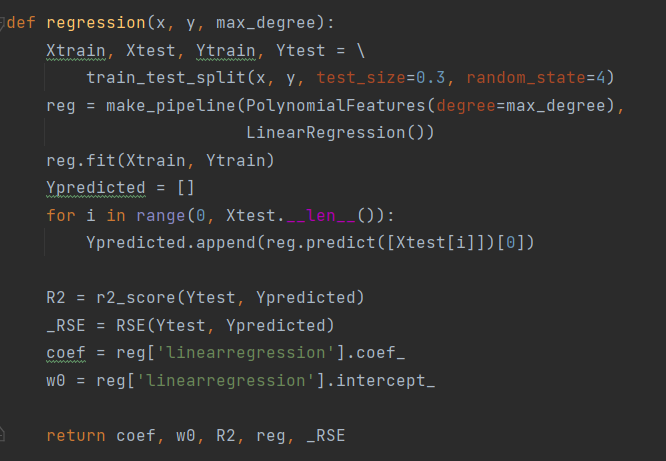 def regression(x, y, max_degree):
    Xtrain, Xtest, Ytrain, Ytest = \
        train_test_split(x, y, test_size=0.3, random_state=4)
    reg = make_pipeline(PolynomialFeatures(degree=max_degree),
                        LinearRegression())
    reg.fit(Xtrain, Ytrain)
    Ypredicted = []
    for i in range(0, Xtest.__len__()):
        Ypredicted.append(reg.predict([Xtest[i]])[0])

    R2 = r2_score(Ytest, Ypredicted)
    _RSE = RSE(Ytest, Ypredicted)
    coef = reg['linearregression'].coef_
    w0 = reg['linearregression'].intercept_

    return coef, w0, R2, reg, _RSE